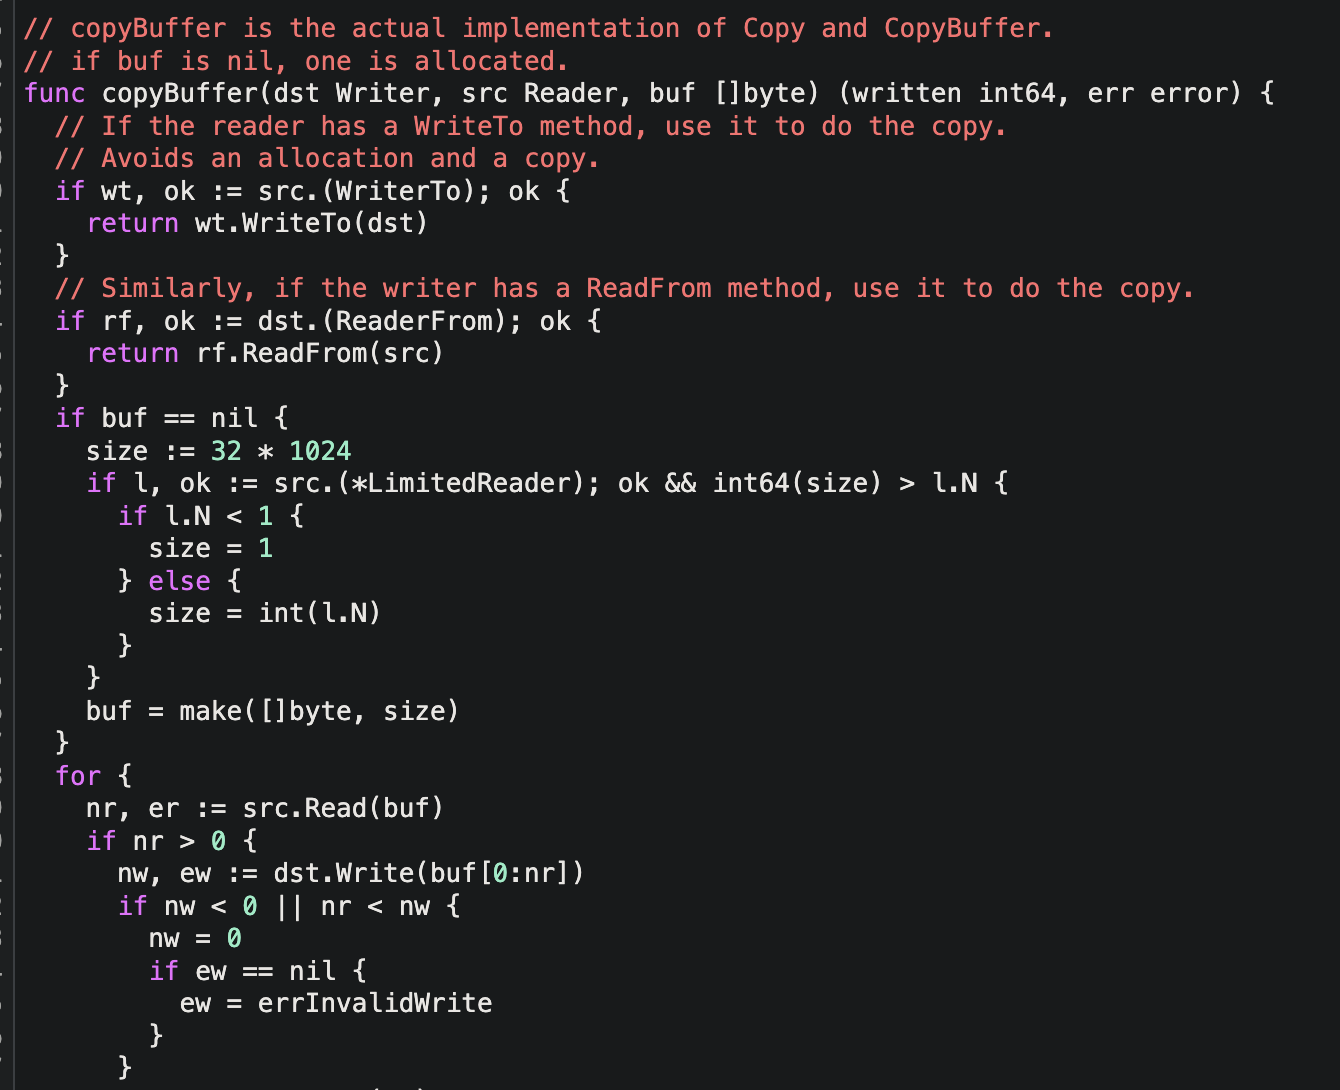 // copyBuffer is the actual implementation of Copy and CopyBuffer.
// if buf is nil, one is allocated.
func copyBuffer(dst Writer, src Reader, buf []byte) (written int64, err error) {
  // If the reader has a WriteTo method, use it to do the copy.
  // Avoids an allocation and a copy.
  if wt, ok := src.(WriterTo); ok {
    return wt.WriteTo(dst)
  }
  // Similarly, if the writer has a ReadFrom method, use it to do the copy.
  if rf, ok := dst.(ReaderFrom); ok {
    return rf.ReadFrom(src)
  }
  if buf == nil {
    size := 32 * 1024
    if l, ok := src.(*LimitedReader); ok && int64(size) > l.N {
      if l.N < 1 {
        size = 1
      } else {
        size = int(l.N)
      }
    }
    buf = make([]byte, size)
  }
  for {
    nr, er := src.Read(buf)
    if nr > 0 {
      nw, ew := dst.Write(buf[0:nr])
      if nw < 0 || nr < nw {
        nw = 0
        if ew == nil {
          ew = errInvalidWrite
        }
      }